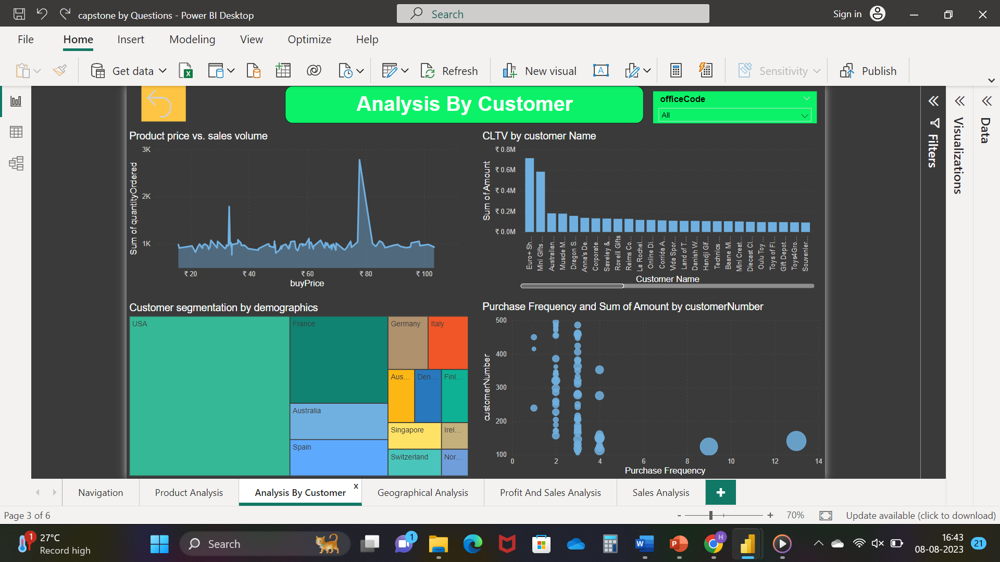 capstone by Questions - Power BI Desktop
Search
Sign in
File Home Insert Modeling View Optimize Help
Get data
Refresh
New visual
A
Sensitivity
Publish
Analysis By Customer
officeCode
All
Filters
Visualizations
Data
Product price vs. sales volume
3K
2K
1K
Sum of quantityOrdered
₹ 20 ₹ 40 ₹ 60 ₹ 80 ₹ 100
buyPrice
CLTV by customer Name
₹ 0.8M
₹ 0.6M
₹ 0.4M
₹ 0.2M
₹ 0.0M
Sum of Amount
Euro+ Sh...
Mini Gifts ...
Australian...
Muscle M...
Dragon S...
Anna's De...
Corporate...
Saveley &...
Rovelli Gifts
Reims Co...
La Rochel...
Online Di...
Corrida A...
Vida Spor...
Land of T...
Danish W...
Handji Gif...
Technics ...
Baane Mi...
Mini Creat...
Diecast Cl...
Oulu Toy ...
Toys of Fi...
Gift Depot...
Toys4Gro...
Souvenier...
Customer Name
Customer segmentation by demographics
USA
France
Germany
Italy
Australia
Spain
Aus...
Den...
Finl...
Singapore
Irel...
Switzerland
Nor...
Purchase Frequency and Sum of Amount by customerNumber
500
400
300
200
100
customerNumber
0 2 4 6 8 10 12 14
Purchase Frequency
Navigation
Product Analysis
Analysis By Customer
x
Geographical Analysis
Profit And Sales Analysis
Sales Analysis
+
Page 3 of 6
- + 70%
Update available (click to download)
1
27°C
Record high
Search
1
W
P
H
16:43
08-08-2023
21